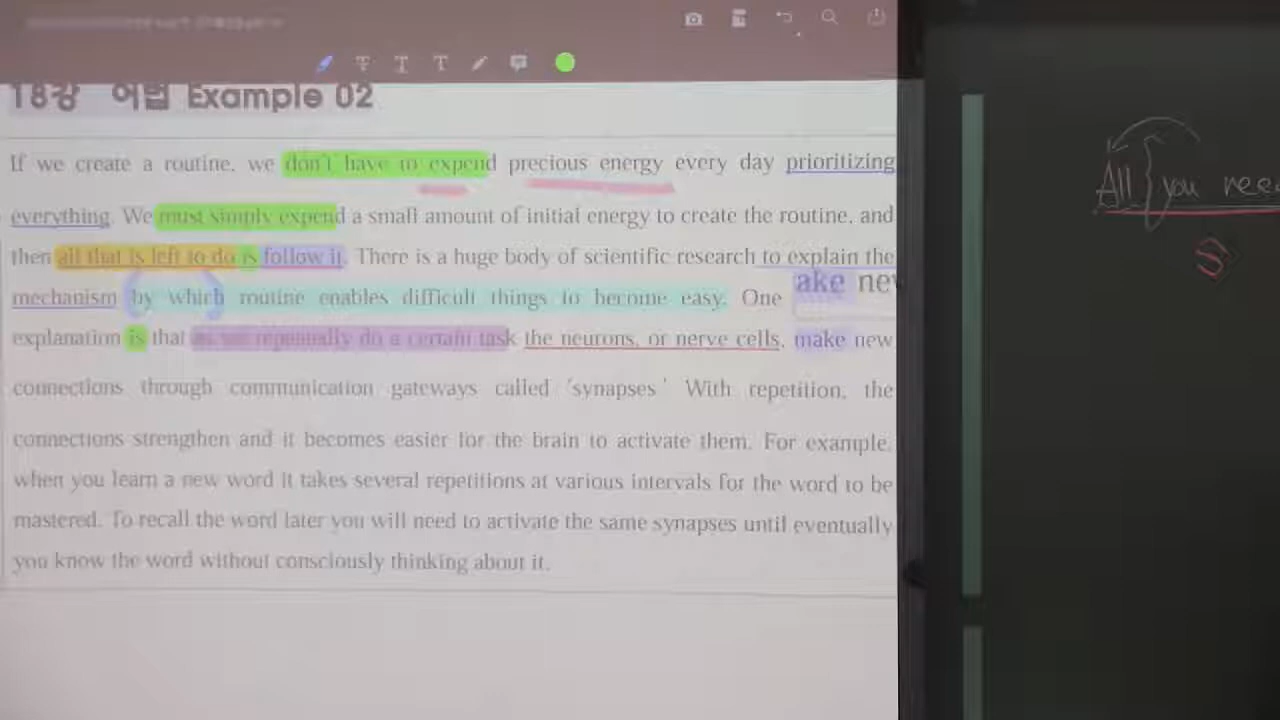 18강 어법 Example 02
If we create a routine, we don't have to expend precious energy every day prioritizing
everything. We must simply expend a small amount of initial energy to create the routine, and
then all that is left to do is follow it. There is a huge body of scientific research to explain the
mechanism by which routine enables difficult things to become easy. One
ake new
explanation is that as we repeatedly do a certain task the neurons, or nerve cells, make new
connections through communication gateways called 'synapses.' With repetition, the
connections strengthen and it becomes easier for the brain to activate them. For example,
when you learn a new word it takes several repetitions at various intervals for the word to be
mastered. To recall the word later you will need to activate the same synapses until eventually
you know the word without consciously thinking about it.
All you nee
S